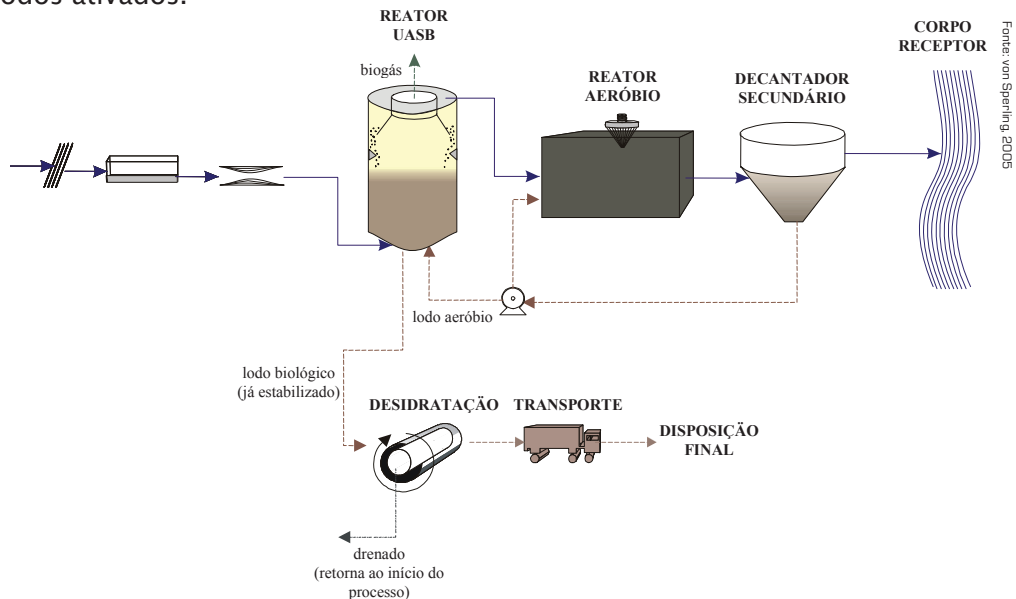 odos ativados.
REATOR
UASB
biogás
REATOR
AERÓBIO
DECANTADOR
SECUNDÁRIO
CORPO
RECEPTOR
Fonte: von Sperling, 2005
lodo aeróbio
lodo biológico
(já estabilizado)
DESIDRATAÇÃO
TRANSPORTE
DISPOSIÇÃO
FINAL
drenado
(retorna ao início do
processo)